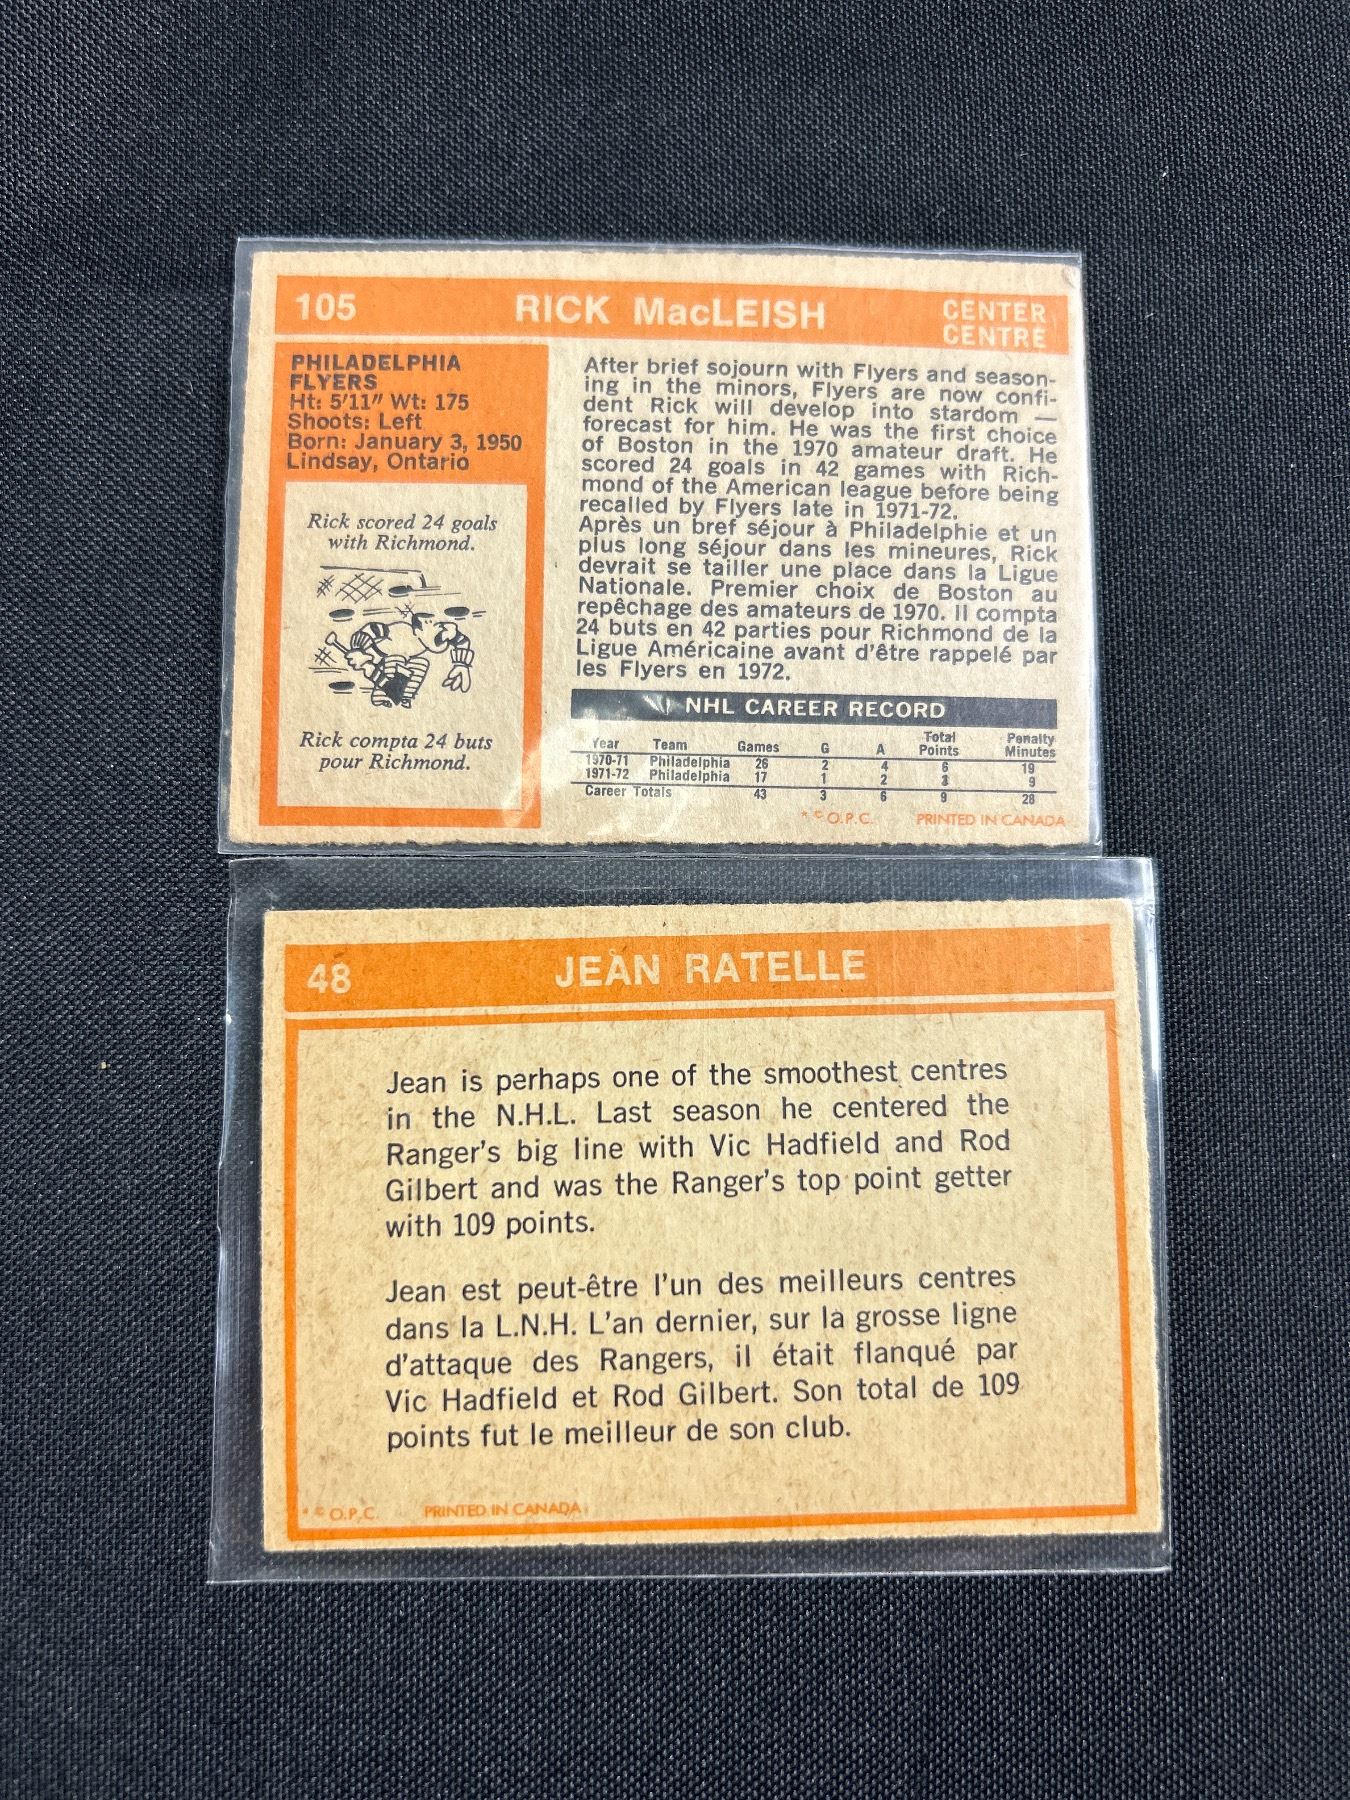 105 RICK MacLEISH CENTER
CENTRE
PHILADELPHIA
FLYERS
Ht: 5'11" Wt: 175
Shoots: Left
Born: January 3, 1950
Lindsay, Ontario
Rick scored 24 goals
with Richmond.
Rick compta 24 buts
pour Richmond.
After brief sojourn with Flyers and season-
ing in the minors, Flyers are now confi-
dent Rick will develop into stardom —
forecast for him. He was the first choice
of Boston in the 1970 amateur draft. He
scored 24 goals in 42 games with Rich-
mond of the American league before being
recalled by Flyers late in 1971-72.
Après un bref séjour à Philadelphie et un
plus long séjour dans les mineures, Rick
devrait se tailler une place dans la Ligue
Nationale. Premier choix de Boston au
repêchage des amateurs de 1970. Il compta
24 buts en 42 parties pour Richmond de la
Ligue Américaine avant d'être rappelé par
les Flyers en 1972.
NHL CAREER RECORD
Year Team Games G A Total Points Penalty Minutes
1970-71 Philadelphia 26 2 4 6 19
1971-72 Philadelphia 17 1 2 3 9
Career Totals 43 3 6 9 28
* © O.P.C. PRINTED IN CANADA
48 JEAN RATELLE
Jean is perhaps one of the smoothest centres
in the N.H.L. Last season he centered the
Ranger's big line with Vic Hadfield and Rod
Gilbert and was the Ranger's top point getter
with 109 points.
Jean est peut-être l'un des meilleurs centres
dans la L.N.H. L'an dernier, sur la grosse ligne
d'attaque des Rangers, il était flanqué par
Vic Hadfield et Rod Gilbert. Son total de 109
points fut le meilleur de son club.
* © O.P.C. PRINTED IN CANADA